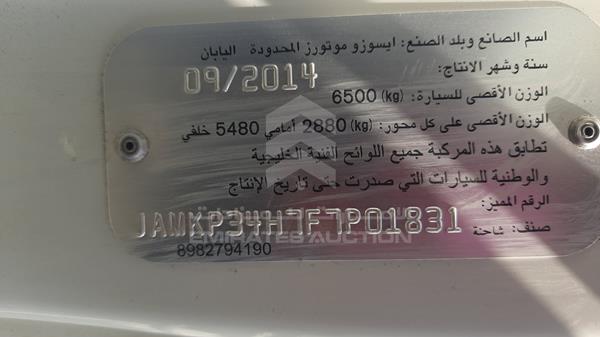 اسم الصانع وبلد الصنع: ايسوزو موتورز المحدودة اليابان
سنة وشهر الانتاج: 09/2014
الوزن الأقصى للسيارة: 6500 (kg)
الوزن الأقصى على كل محور: 2880 (kg) أمامي 5480 خلفي
تطابق هذه المركبة جميع اللوائح الفنية الخليجية
والوطنية للسيارات التي صدرت حتى تاريخ الإنتاج
الرقم المميز:
JAMKP34H7F7P01831
صنف: شاحنة
EMIRATES AUCTION
8982794190